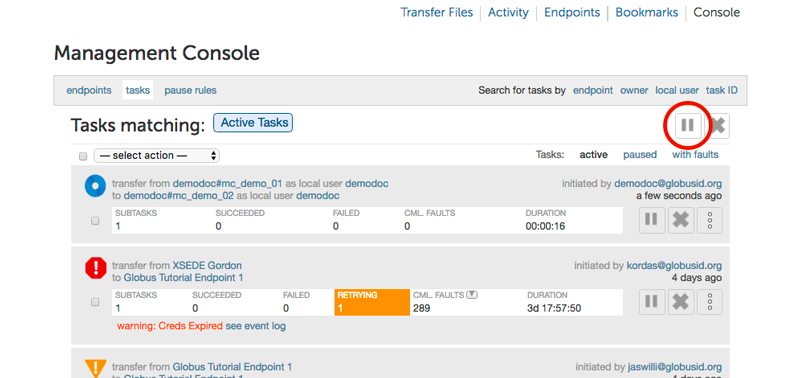 Transfer Files | Activity | Endpoints | Bookmarks | Console
Management Console
endpoints tasks pause rules Search for tasks by endpoint owner local user task ID
Tasks matching: Active Tasks
— select action — Tasks: active paused with faults
transfer from demodoc#mc_demo_01 as local user demodoc initiated by demodoc@globusid.org
to demodoc#mc_demo_02 as local user demodoc a few seconds ago
SUBTASKS SUCCEEDED FAILED CML. FAULTS DURATION
1 0 0 0 00:00:16
transfer from XSEDE Gordon initiated by kordas@globusid.org
to Globus Tutorial Endpoint 1 4 days ago
SUBTASKS SUCCEEDED FAILED RETRYING CML. FAULTS DURATION
1 0 0 1 289 3d 17:57:50
warning: Creds Expired see event log
transfer from Globus Tutorial Endpoint 1 initiated by jaswilli@globusid.org
4 days ago